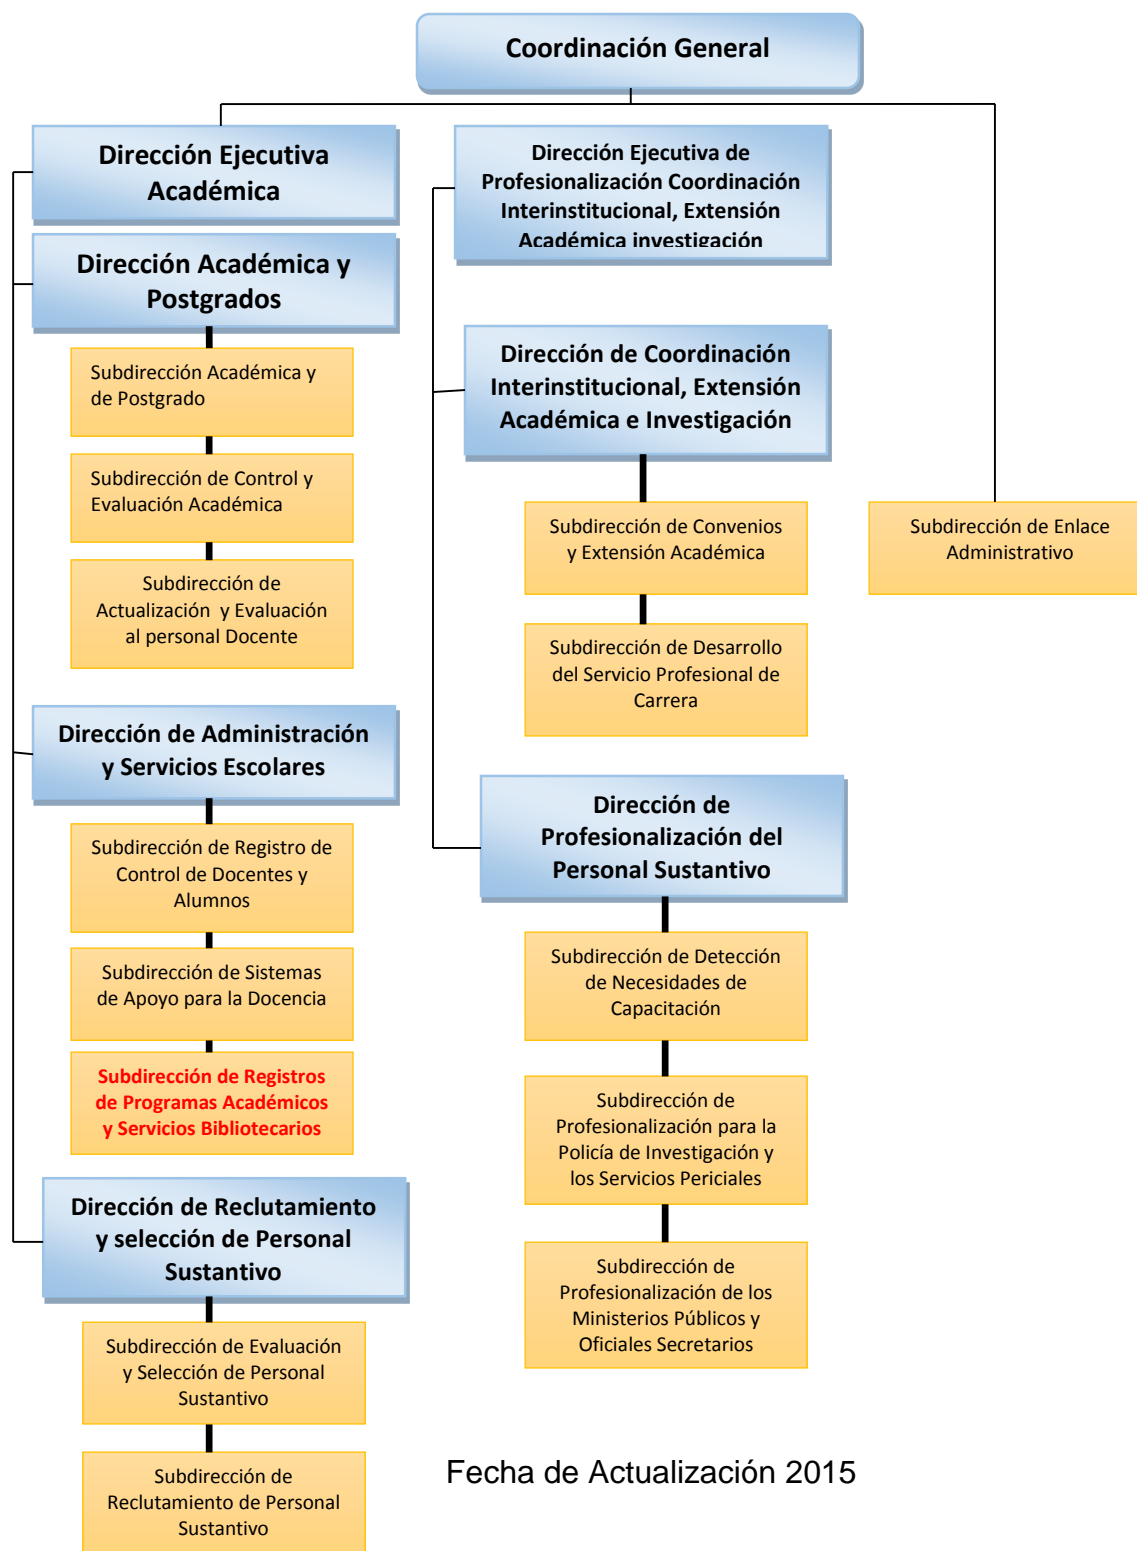 Coordinación General
Dirección Ejecutiva
Académica
Dirección Académica y
Postgrados
Subdirección Académica y
de Postgrado
Subdirección de Control y
Evaluación Académica
Subdirección de
Actualización  y Evaluación
al personal Docente
Dirección de Administración
y Servicios Escolares
Subdirección de Registro de
Control de Docentes y
Alumnos
Subdirección de Sistemas
de Apoyo para la Docencia
Subdirección de Registros
de Programas Académicos
y Servicios Bibliotecarios
Dirección de Reclutamiento
y selección de Personal
Sustantivo
Subdirección de Evaluación
y Selección de Personal
Sustantivo
Subdirección de
Reclutamiento de Personal
Sustantivo
Dirección Ejecutiva de
Profesionalización Coordinación
Interinstitucional, Extensión
Académica investigación
Dirección de Coordinación
Interinstitucional, Extensión
Académica e Investigación
Subdirección de Convenios
y Extensión Académica
Subdirección de Desarrollo
del Servicio Profesional de
Carrera
Dirección de
Profesionalización del
Personal Sustantivo
Subdirección de Detección
de Necesidades de
Capacitación
Subdirección de
Profesionalización para la
Policía de Investigación y
los Servicios Periciales
Subdirección de
Profesionalización de los
Ministerios Públicos y
Oficiales Secretarios
Subdirección de Enlace
Administrativo
Fecha de Actualización 2015